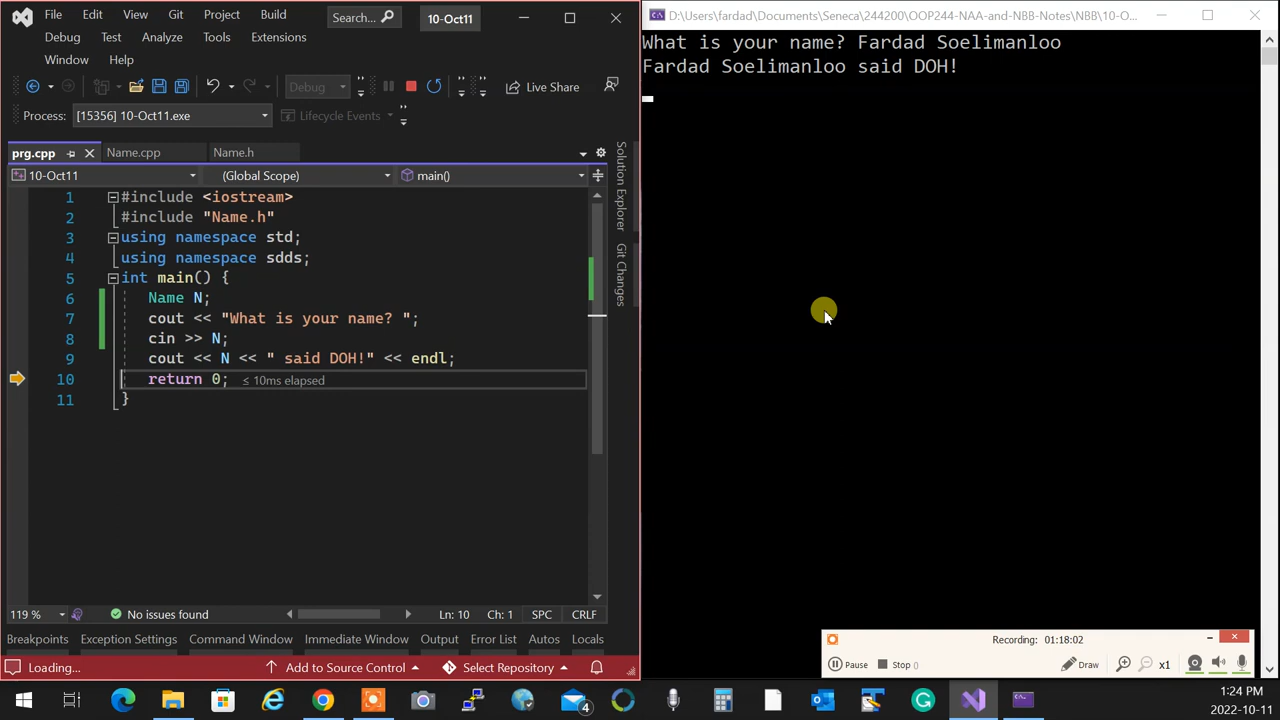 File Edit View Git Project Build Search... 10-Oct11
Debug Test Analyze Tools Extensions
Window Help
Debug Live Share
Process: [15356] 10-Oct11.exe Lifecycle Events
prg.cpp Name.cpp Name.h
10-Oct11 (Global Scope) main()
1 #include <iostream>
2 #include "Name.h"
3 using namespace std;
4 using namespace sdds;
5 int main() {
6 Name N;
7 cout << "What is your name? ";
8 cin >> N;
9 cout << N << " said DOH!" << endl;
10 return 0; ≤ 10ms elapsed
11 }
Solution Explorer
Git Changes
119 % No issues found Ln: 10 Ch: 1 SPC CRLF
Breakpoints Exception Settings Command Window Immediate Window Output Error List Autos Locals
Loading... Add to Source Control Select Repository
D:\Users\fardad\Documents\Seneca\244200\OOP244-NAA-and-NBB-Notes\NBB\10-O...
What is your name? Fardad Soelimanloo
Fardad Soelimanloo said DOH!
Recording: 01:18:02
Pause Stop 0 Draw x1
4
1:24 PM
2022-10-11